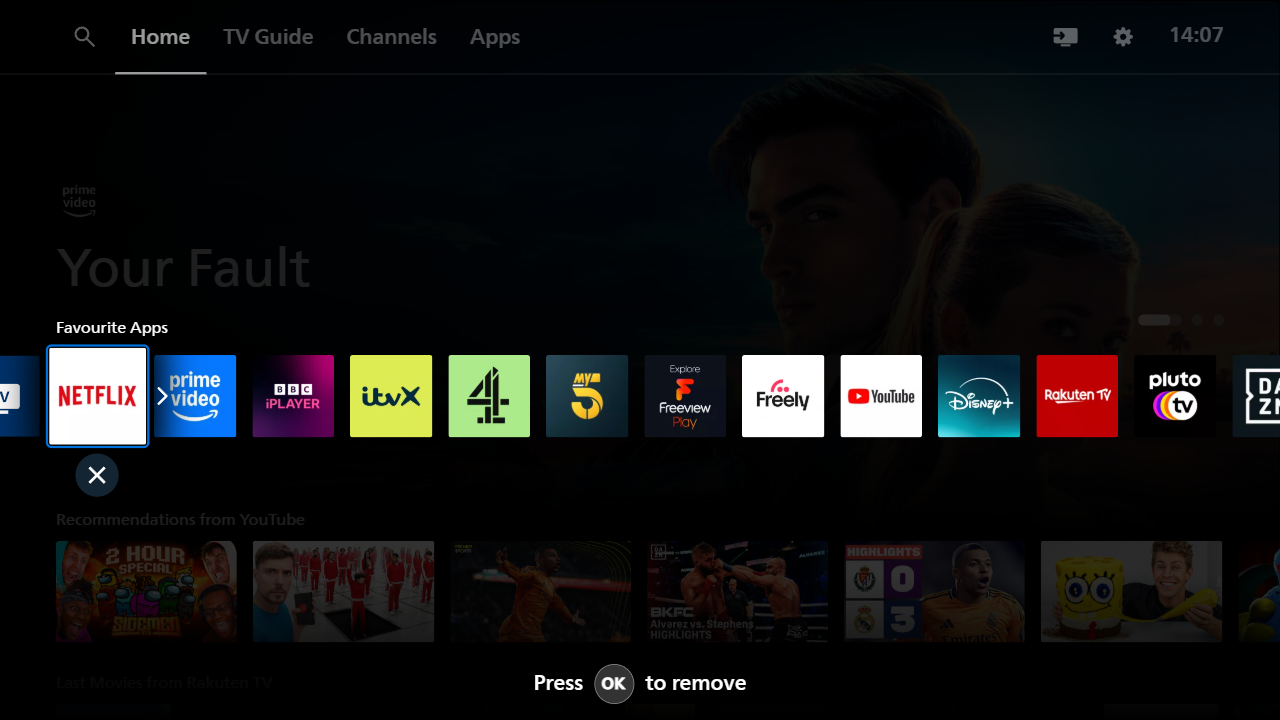 Home TV Guide Channels Apps 14:07
prime video
Your Fault
Favourite Apps
V
NETFLIX
prime video
BBC iPLAYER
itvX
4
MY5
Explore Freeview Play
Freely
YouTube
Disney+
Rakuten TV
pluto tv
DA ZN
Recommendations from YouTube
2 HOUR SPECIAL
SIDEMEN
DAZN
BKFC
Alvarez vs. Stephens
HIGHLIGHTS
HIGHLIGHTS
0
3
Last Movies from Rakuten TV
Press OK to remove